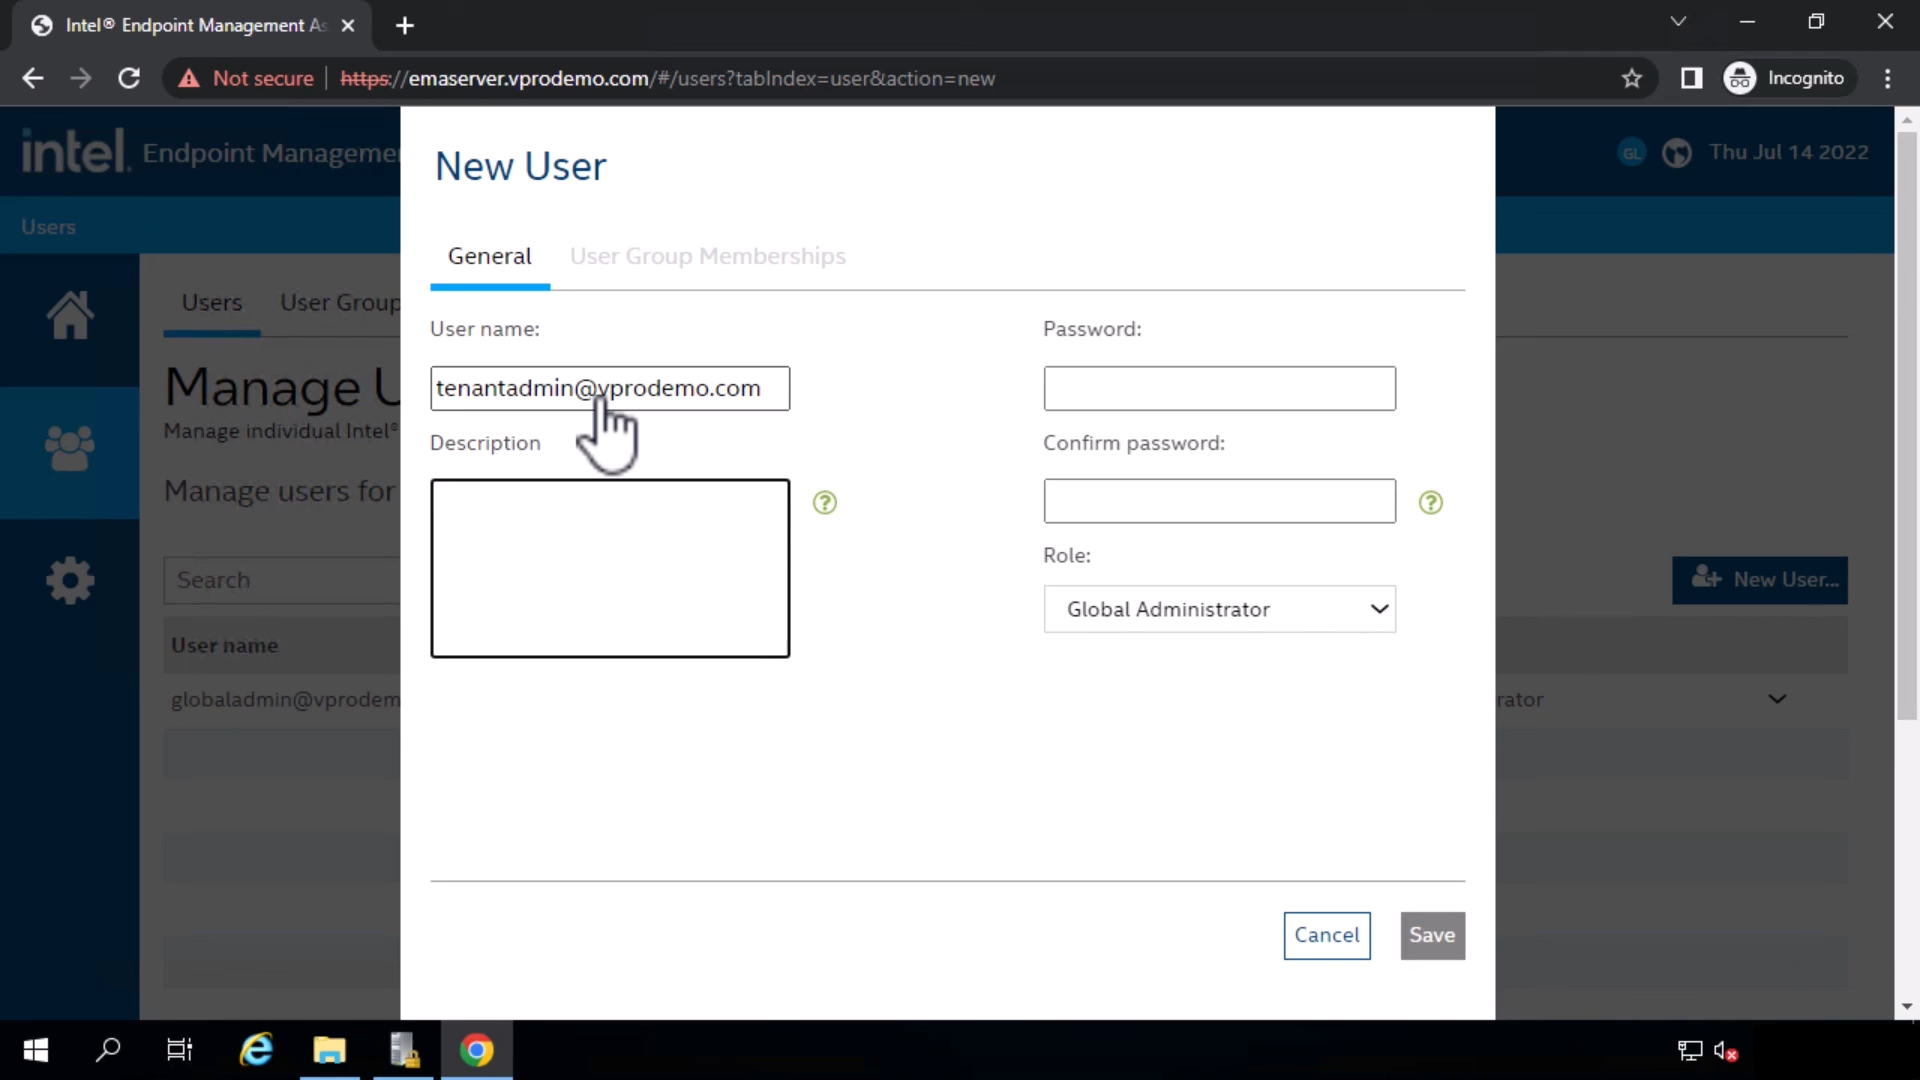 Intel® Endpoint Management As
Not secure | https://emaserver.vprodemo.com/#/users?tabIndex=user&action=new
Incognito
intel. Endpoint Manageme
GL
Thu Jul 14 2022
Users
New User
General
User Group Memberships
Users
User Group
Manage U
Manage individual Intel®
Manage users for
Search
New User...
User name
globaladmin@vprodem
rator
User name:
tenantadmin@vprodemo.com
Description
Password:
Confirm password:
Role:
Global Administrator
Cancel
Save